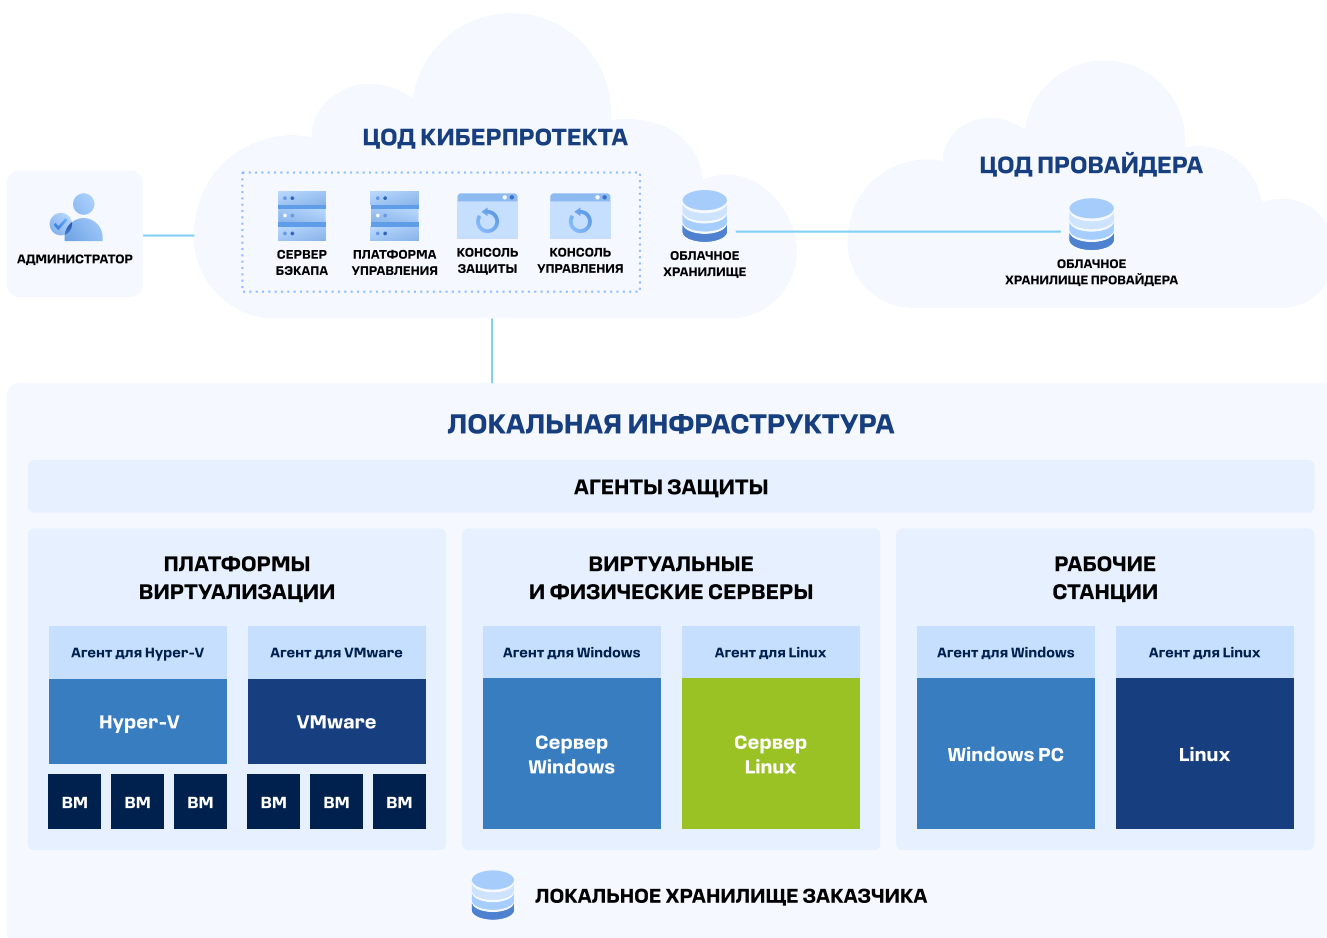 ЦОД КИБЕРПРОТЕКТА
ЦОД ПРОВАЙДЕРА
АДМИНИСТРАТОР
СЕРВЕР
БЭКАПА
ПЛАТФОРМА
УПРАВЛЕНИЯ
КОНСОЛЬ
ЗАЩИТЫ
КОНСОЛЬ
УПРАВЛЕНИЯ
ОБЛАЧНОЕ
ХРАНИЛИЩЕ
ОБЛАЧНОЕ
ХРАНИЛИЩЕ ПРОВАЙДЕРА
ЛОКАЛЬНАЯ ИНФРАСТРУКТУРА
АГЕНТЫ ЗАЩИТЫ
ПЛАТФОРМЫ
ВИРТУАЛИЗАЦИИ
Агент для Hyper-V
Агент для VMware
Hyper-V
VMware
ВМ
ВМ
ВМ
ВМ
ВМ
ВМ
ВИРТУАЛЬНЫЕ
И ФИЗИЧЕСКИЕ СЕРВЕРЫ
Агент для Windows
Агент для Linux
Сервер
Windows
Сервер
Linux
РАБОЧИЕ
СТАНЦИИ
Агент для Windows
Агент для Linux
Windows PC
Linux
ЛОКАЛЬНОЕ ХРАНИЛИЩЕ ЗАКАЗЧИКА